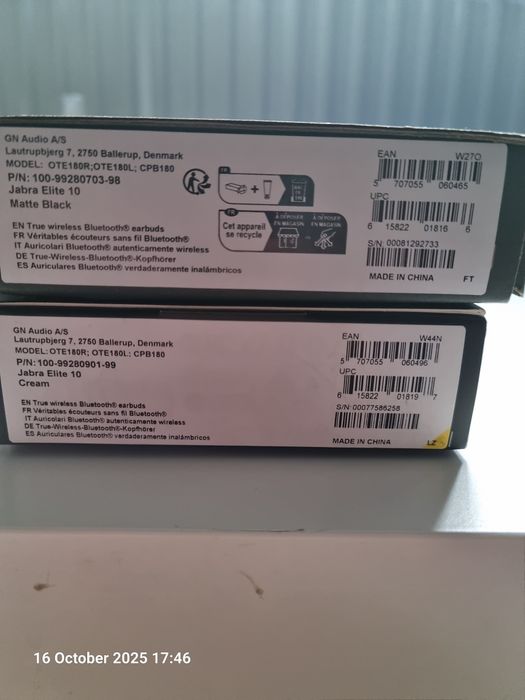 GN Audio A/S
Lautrupbjerg 7, 2750 Ballerup, Denmark
MODEL: OTE180R;OTE180L; CPB180
P/N: 100-99280703-98
Jabra Elite 10
Matte Black
EN True wireless Bluetooth® earbuds
FR Véritables écouteurs sans fil Bluetooth®
IT Auricolari Bluetooth® autenticamente wireless
DE True-Wireless-Bluetooth®-Kopfhörer
ES Auriculares Bluetooth® verdaderamente inalámbricos
FR
FR
Cet appareil
se recycle
À DÉPOSER
EN MAGASIN
À DÉPOSER
EN MAGASIN
EAN W27O
5 707055 060465
UPC
6 15822 01816 6
S/N 00081292733
MADE IN CHINA FT
GN Audio A/S
Lautrupbjerg 7, 2750 Ballerup, Denmark
MODEL: OTE180R; OTE180L; CPB180
P/N: 100-99280901-99
Jabra Elite 10
Cream
EN True wireless Bluetooth® earbuds
FR Véritables écouteurs sans fil Bluetooth®
IT Auricolari Bluetooth® autenticamente wireless
DE True-Wireless-Bluetooth®-Kopfhörer
ES Auriculares Bluetooth® verdaderamente inalámbricos
EAN W44N
5 707055 060496
UPC
6 15822 01819 7
S/N: 00077586258
MADE IN CHINA LZ
16 October 2025 17:46